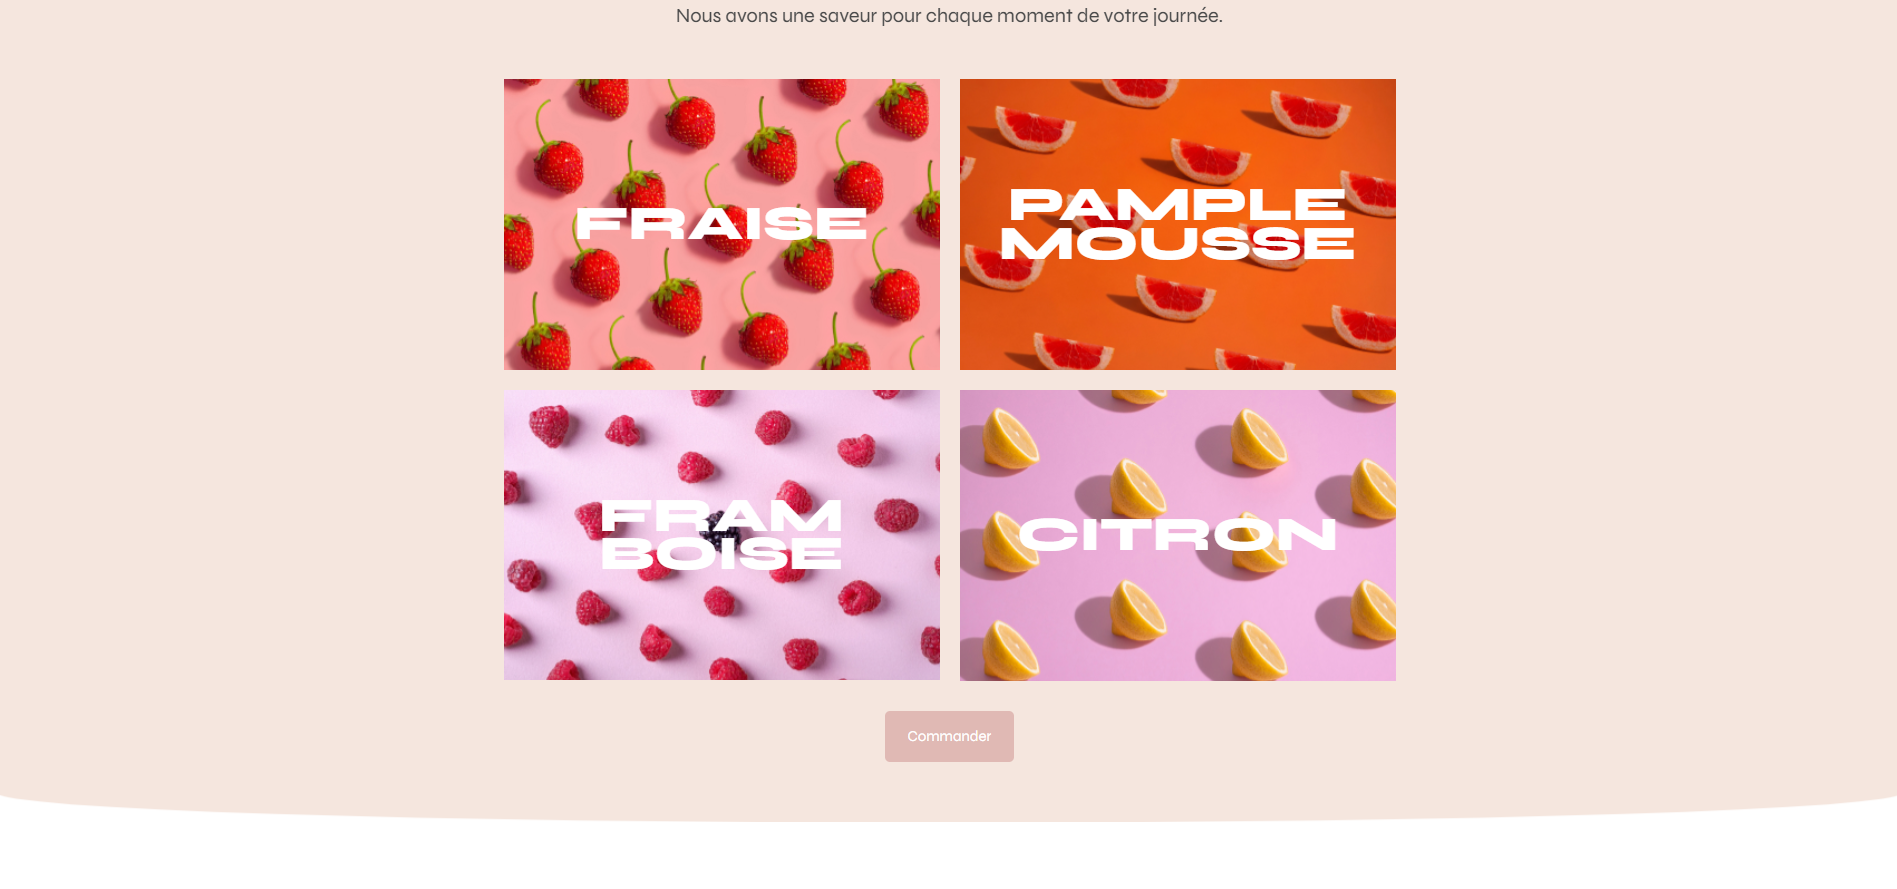 Nous avons une saveur pour chaque moment de votre journée.
FRAISE
PAMPLE
MOUSSE
FRAM
BOISE
CITRON
Commander